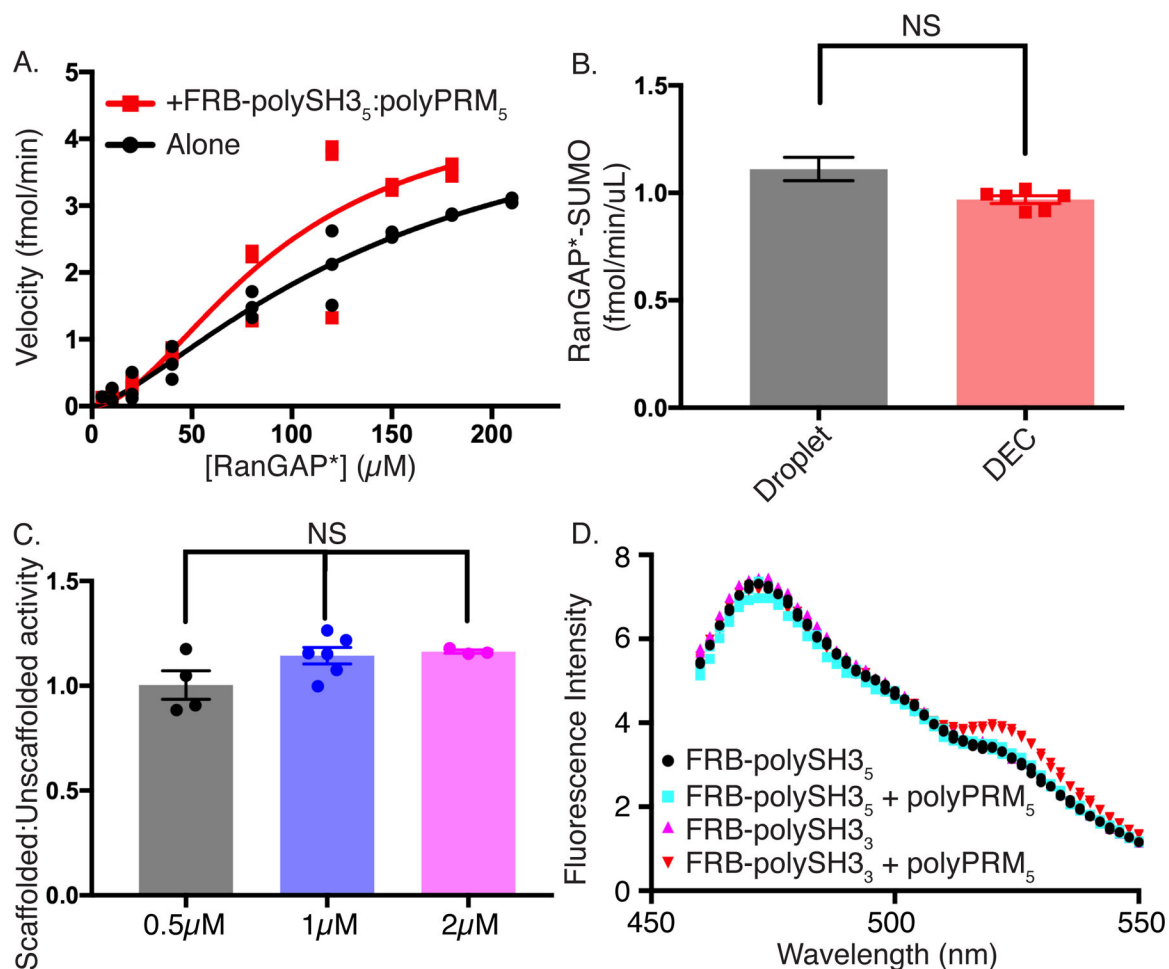 A.
5
4
3
2
1
0
0 50 100 150 200
Velocity (fmol/min)
[RanGAP*] (µM)
+FRB-polySH3₅:polyPRM₅
Alone
B.
NS
1.5
1.0
0.5
0.0
RanGAP*-SUMO
(fmol/min/uL)
Droplet
DEC
C.
NS
1.5
1.0
0.5
0.0
Scaffolded:Unscaffolded activity
0.5µM
1µM
2µM
D.
8
6
4
2
0
Fluorescence Intensity
FRB-polySH3₅
FRB-polySH3₅ + polyPRM₅
FRB-polySH3₃
FRB-polySH3₃ + polyPRM₅
450 500 550
Wavelength (nm)